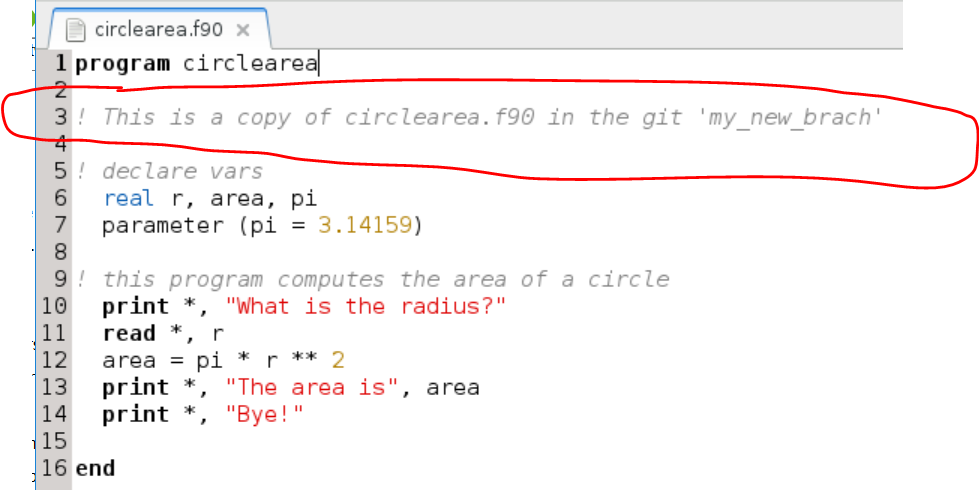 circlearea.f90
1 program circlearea
2
3 ! This is a copy of circlearea.f90 in the git 'my_new_brach'
4
5 ! declare vars
6   real r, area, pi
7   parameter (pi = 3.14159)
8
9 ! this program computes the area of a circle
10   print *, "What is the radius?"
11   read *, r
12   area = pi * r ** 2
13   print *, "The area is", area
14   print *, "Bye!"
15
16 end